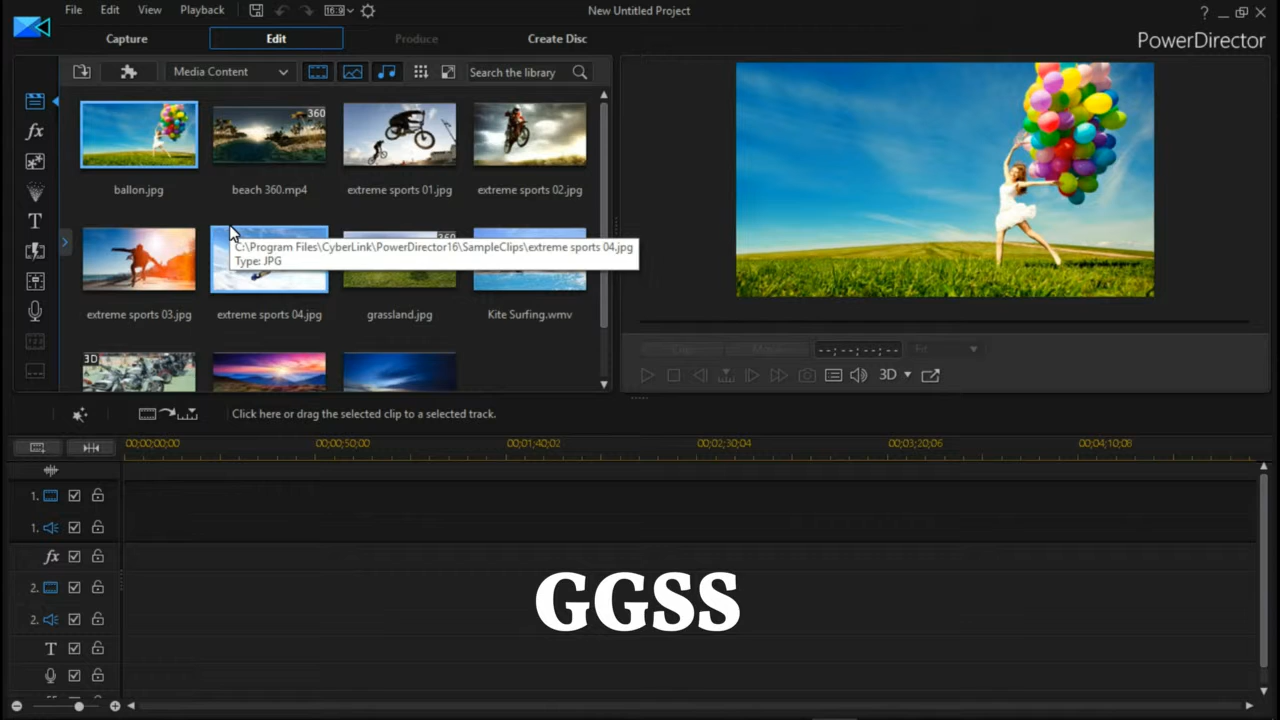 File Edit View Playback 16:9 New Untitled Project ?
Capture Edit Produce Create Disc PowerDirector
Media Content Search the library
360
ballon.jpg beach 360.mp4 extreme sports 01.jpg extreme sports 02.jpg
fx
T
C:\Program Files\CyberLink\PowerDirector16\SampleClips\extreme sports 04.jpg
Type: JPG
extreme sports 03.jpg extreme sports 04.jpg grassland.jpg Kite Surfing.wmv
3D
--;--;--;-- Fit
3D
Click here or drag the selected clip to a selected track.
00;00;00;00 00;00;50;00 00;01;40;02 00;02;30;04 00;03;20;06 00;04;10;08
1.
1.
fx
2.
2.
GGSS
T